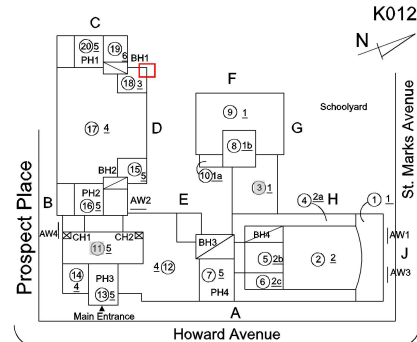 K012
N
C
20 5
19
6
PH1
BH1
18 3
F
Schoolyard
9 1
17 4
D
G
8 1b
10 1a
St. Marks Avenue
BH2
15
5
3 1
PH2
16 5
AW2
B
E
H
4 2a
1 1
Prospect Place
AW4
CH1
CH2
BH3
BH4
AW1
11 5
J
5 2b
2 2
4 12
14
4
PH3
13 5
7 5
6 2c
AW3
PH4
Main Entrance
A
Howard Avenue